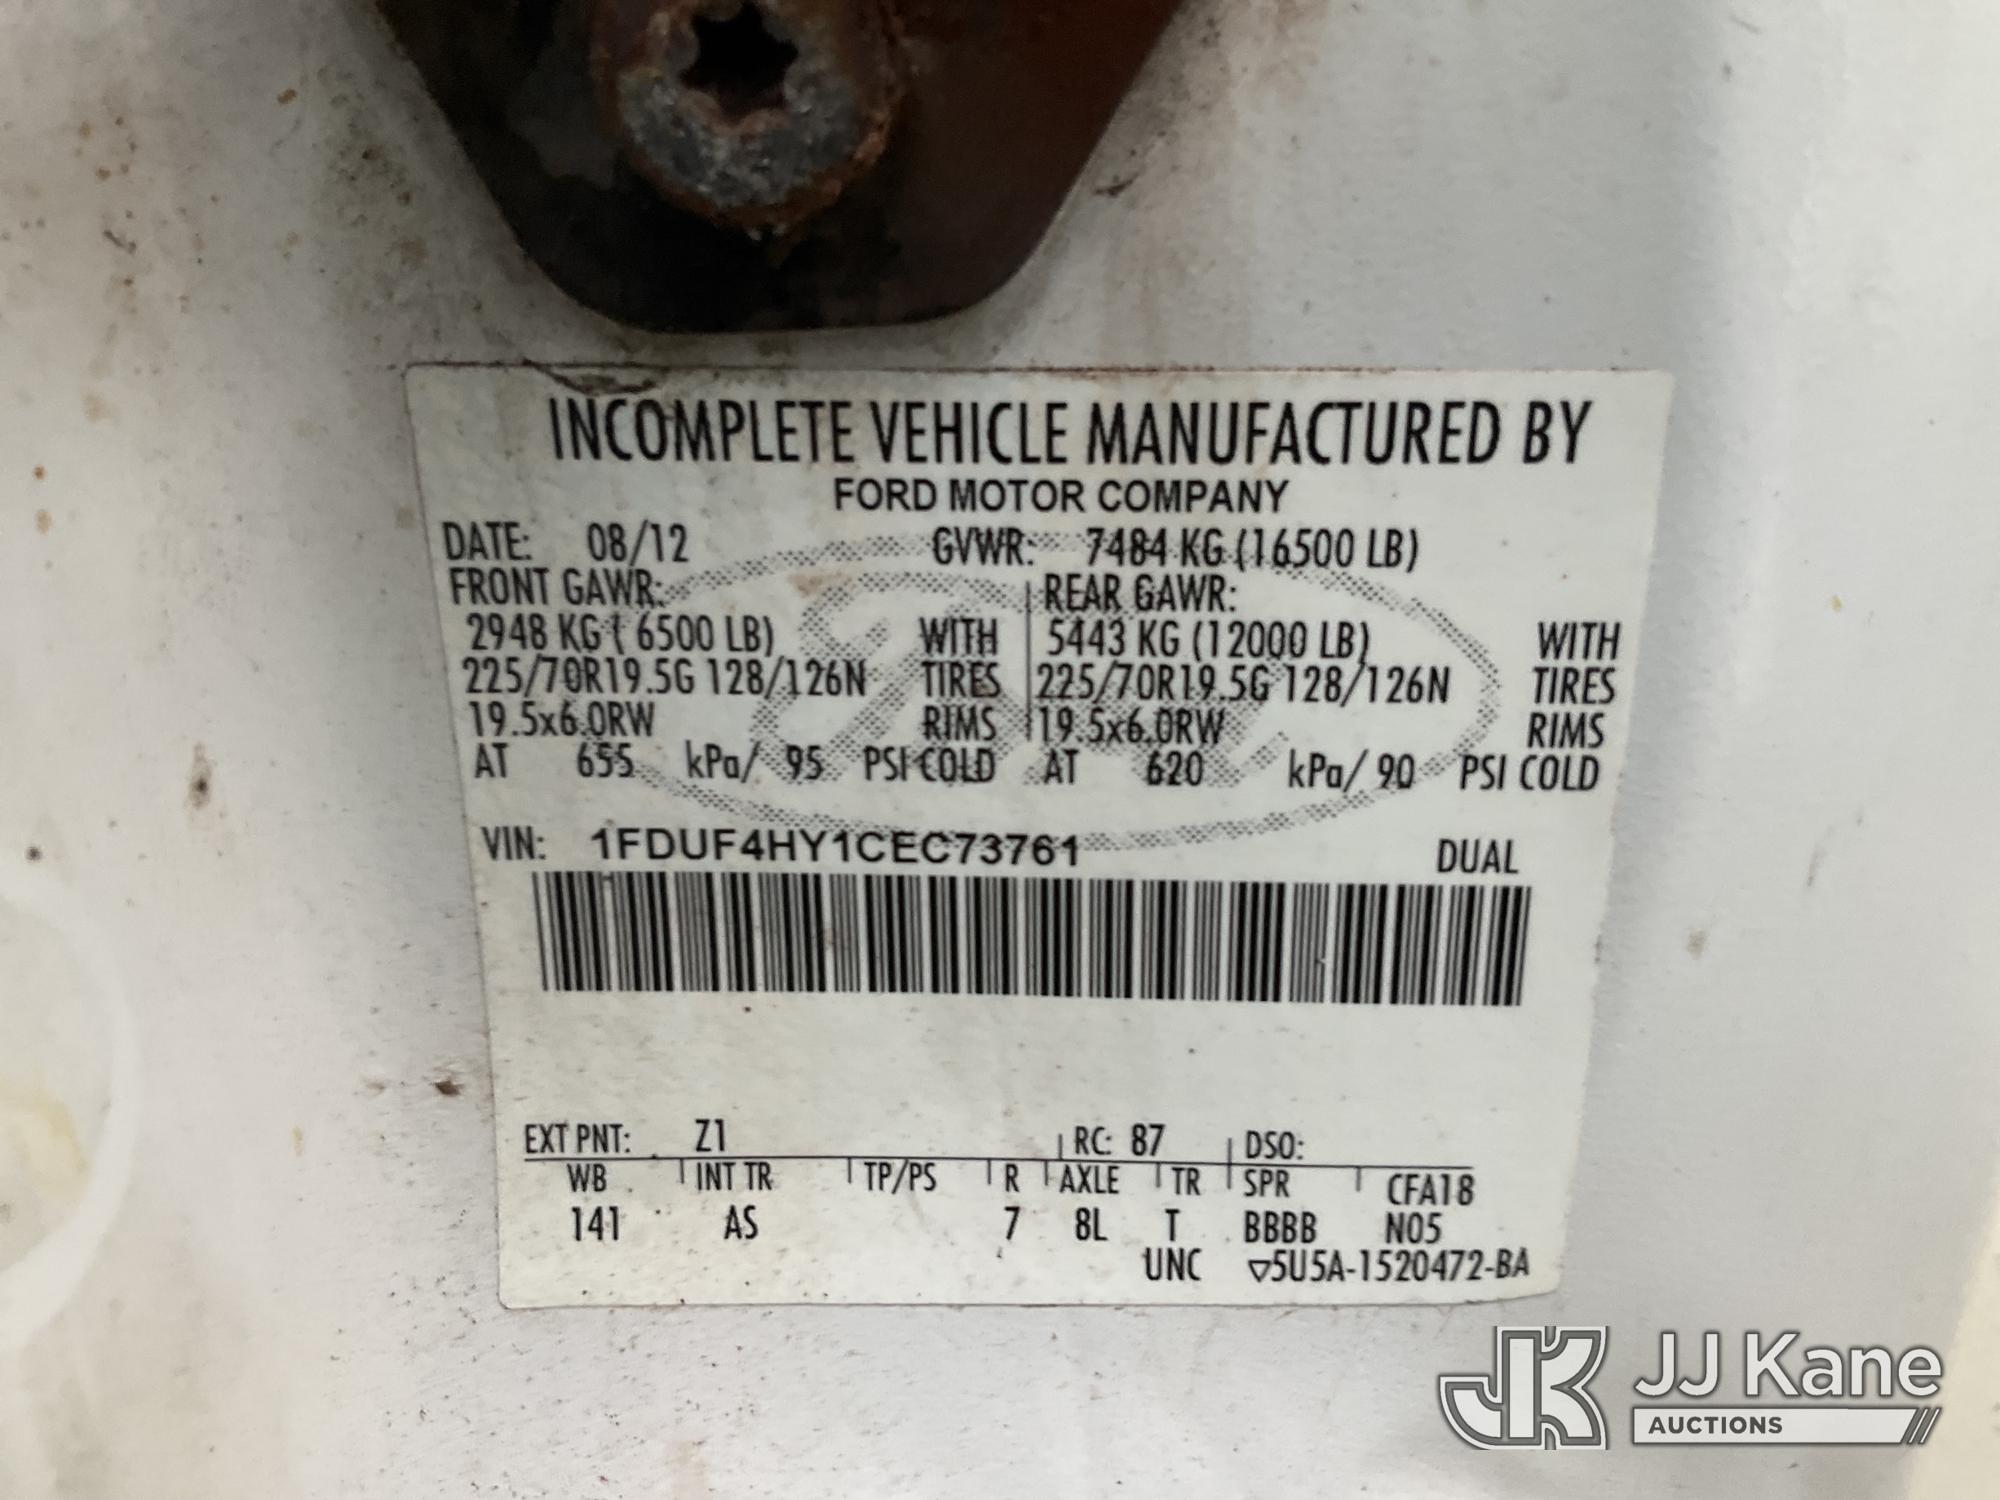 INCOMPLETE VEHICLE MANUFACTURED BY
FORD MOTOR COMPANY
DATE: 08/12 GVWR: 7484 KG (16500 LB)
FRONT GAWR: REAR GAWR:
2948 KG ( 6500 LB) WITH 5443 KG (12000 LB) WITH
225/70R19.5G 128/126N TIRES 225/70R19.5G 128/126N TIRES
19.5x6.0RW RIMS 19.5x6.0RW RIMS
AT 655 kPa/ 95 PSI COLD AT 620 kPa/ 90 PSI COLD
VIN: 1FDUF4HY1CEC73761 DUAL
EXT PNT: Z1 RC: 87 DSO:
WB INT TR TP/PS R AXLE TR SPR CFA18
141 AS 7 8L T BBBB N05
UNC ▽5U5A-1520472-BA
JK JJ Kane
AUCTIONS